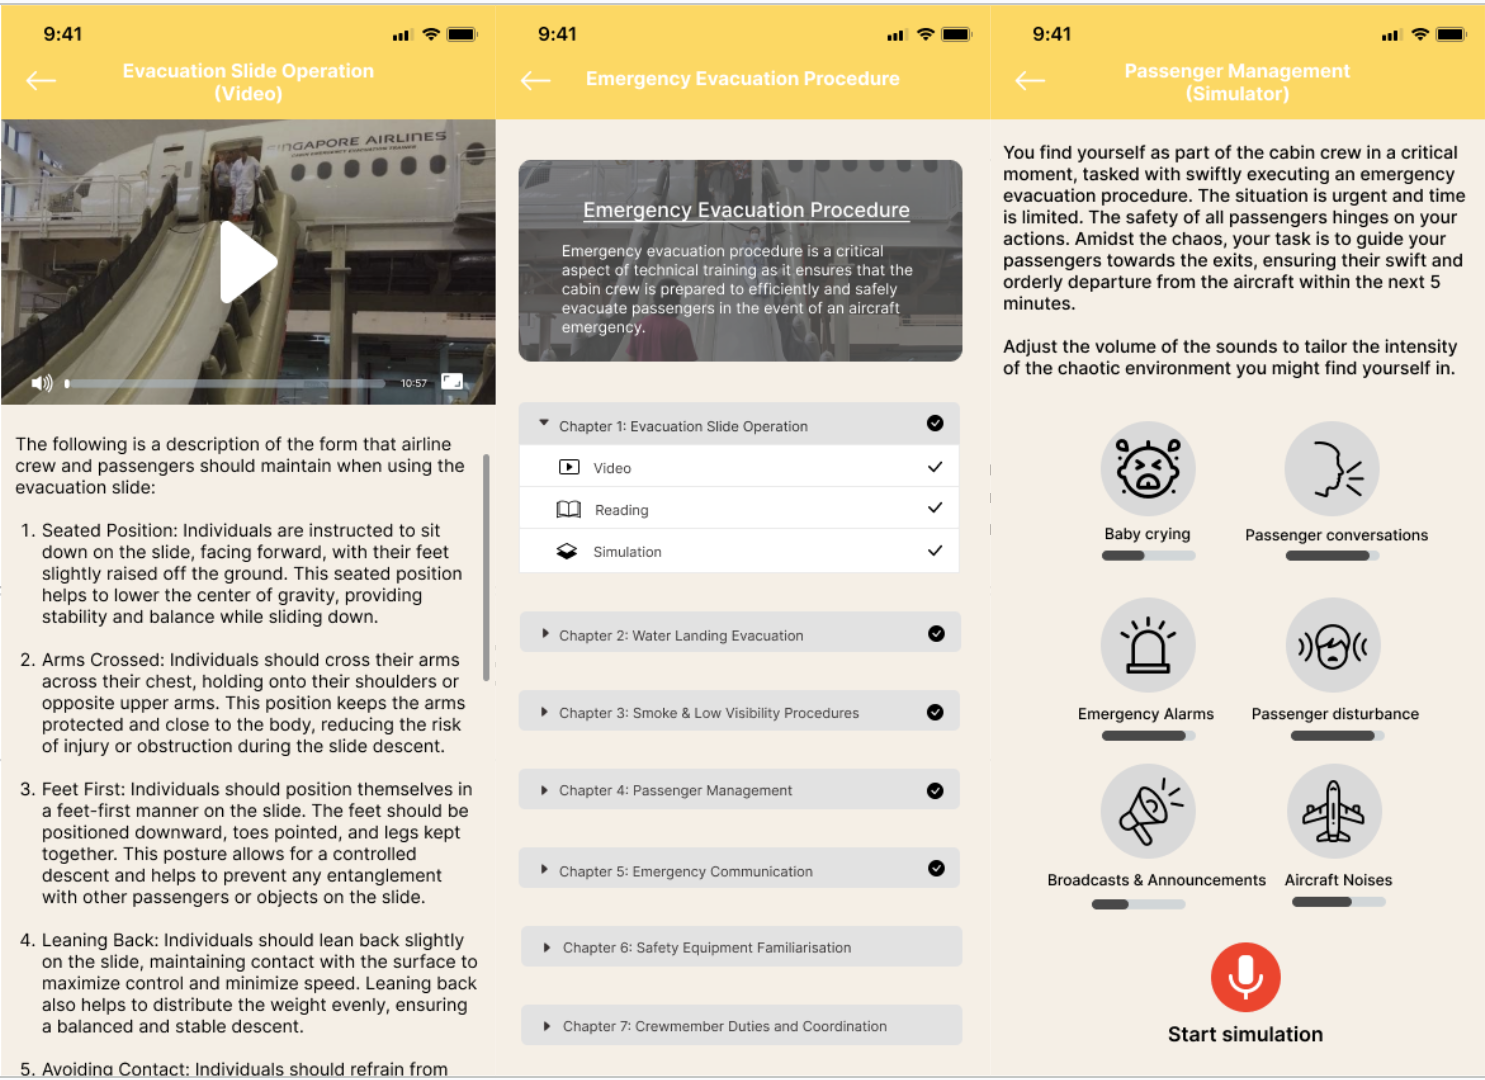 9:41
Evacuation Slide Operation
(Video)
SINGAPORE AIRLINES
10:57
The following is a description of the form that airline
crew and passengers should maintain when using the
evacuation slide:
1. Seated Position: Individuals are instructed to sit
down on the slide, facing forward, with their feet
slightly raised off the ground. This seated position
helps to lower the center of gravity, providing
stability and balance while sliding down.
2. Arms Crossed: Individuals should cross their arms
across their chest, holding onto their shoulders or
opposite upper arms. This position keeps the arms
protected and close to the body, reducing the risk
of injury or obstruction during the slide descent.
3. Feet First: Individuals should position themselves in
a feet-first manner on the slide. The feet should be
positioned downward, toes pointed, and legs kept
together. This posture allows for a controlled
descent and helps to prevent any entanglement
with other passengers or objects on the slide.
4. Leaning Back: Individuals should lean back slightly
on the slide, maintaining contact with the surface to
maximize control and minimize speed. Leaning back
also helps to distribute the weight evenly, ensuring
a balanced and stable descent.
5. Avoiding Contact: Individuals should refrain from
9:41
Emergency Evacuation Procedure
Emergency Evacuation Procedure
Emergency evacuation procedure is a critical
aspect of technical training as it ensures that the
cabin crew is prepared to efficiently and safely
evacuate passengers in the event of an aircraft
emergency.
Chapter 1: Evacuation Slide Operation
Video
Reading
Simulation
Chapter 2: Water Landing Evacuation
Chapter 3: Smoke & Low Visibility Procedures
Chapter 4: Passenger Management
Chapter 5: Emergency Communication
Chapter 6: Safety Equipment Familiarisation
Chapter 7: Crewmember Duties and Coordination
9:41
Passenger Management
(Simulator)
You find yourself as part of the cabin crew in a critical
moment, tasked with swiftly executing an emergency
evacuation procedure. The situation is urgent and time
is limited. The safety of all passengers hinges on your
actions. Amidst the chaos, your task is to guide your
passengers towards the exits, ensuring their swift and
orderly departure from the aircraft within the next 5
minutes.
Adjust the volume of the sounds to tailor the intensity
of the chaotic environment you might find yourself in.
Baby crying
Passenger conversations
Emergency Alarms
Passenger disturbance
Broadcasts & Announcements
Aircraft Noises
Start simulation